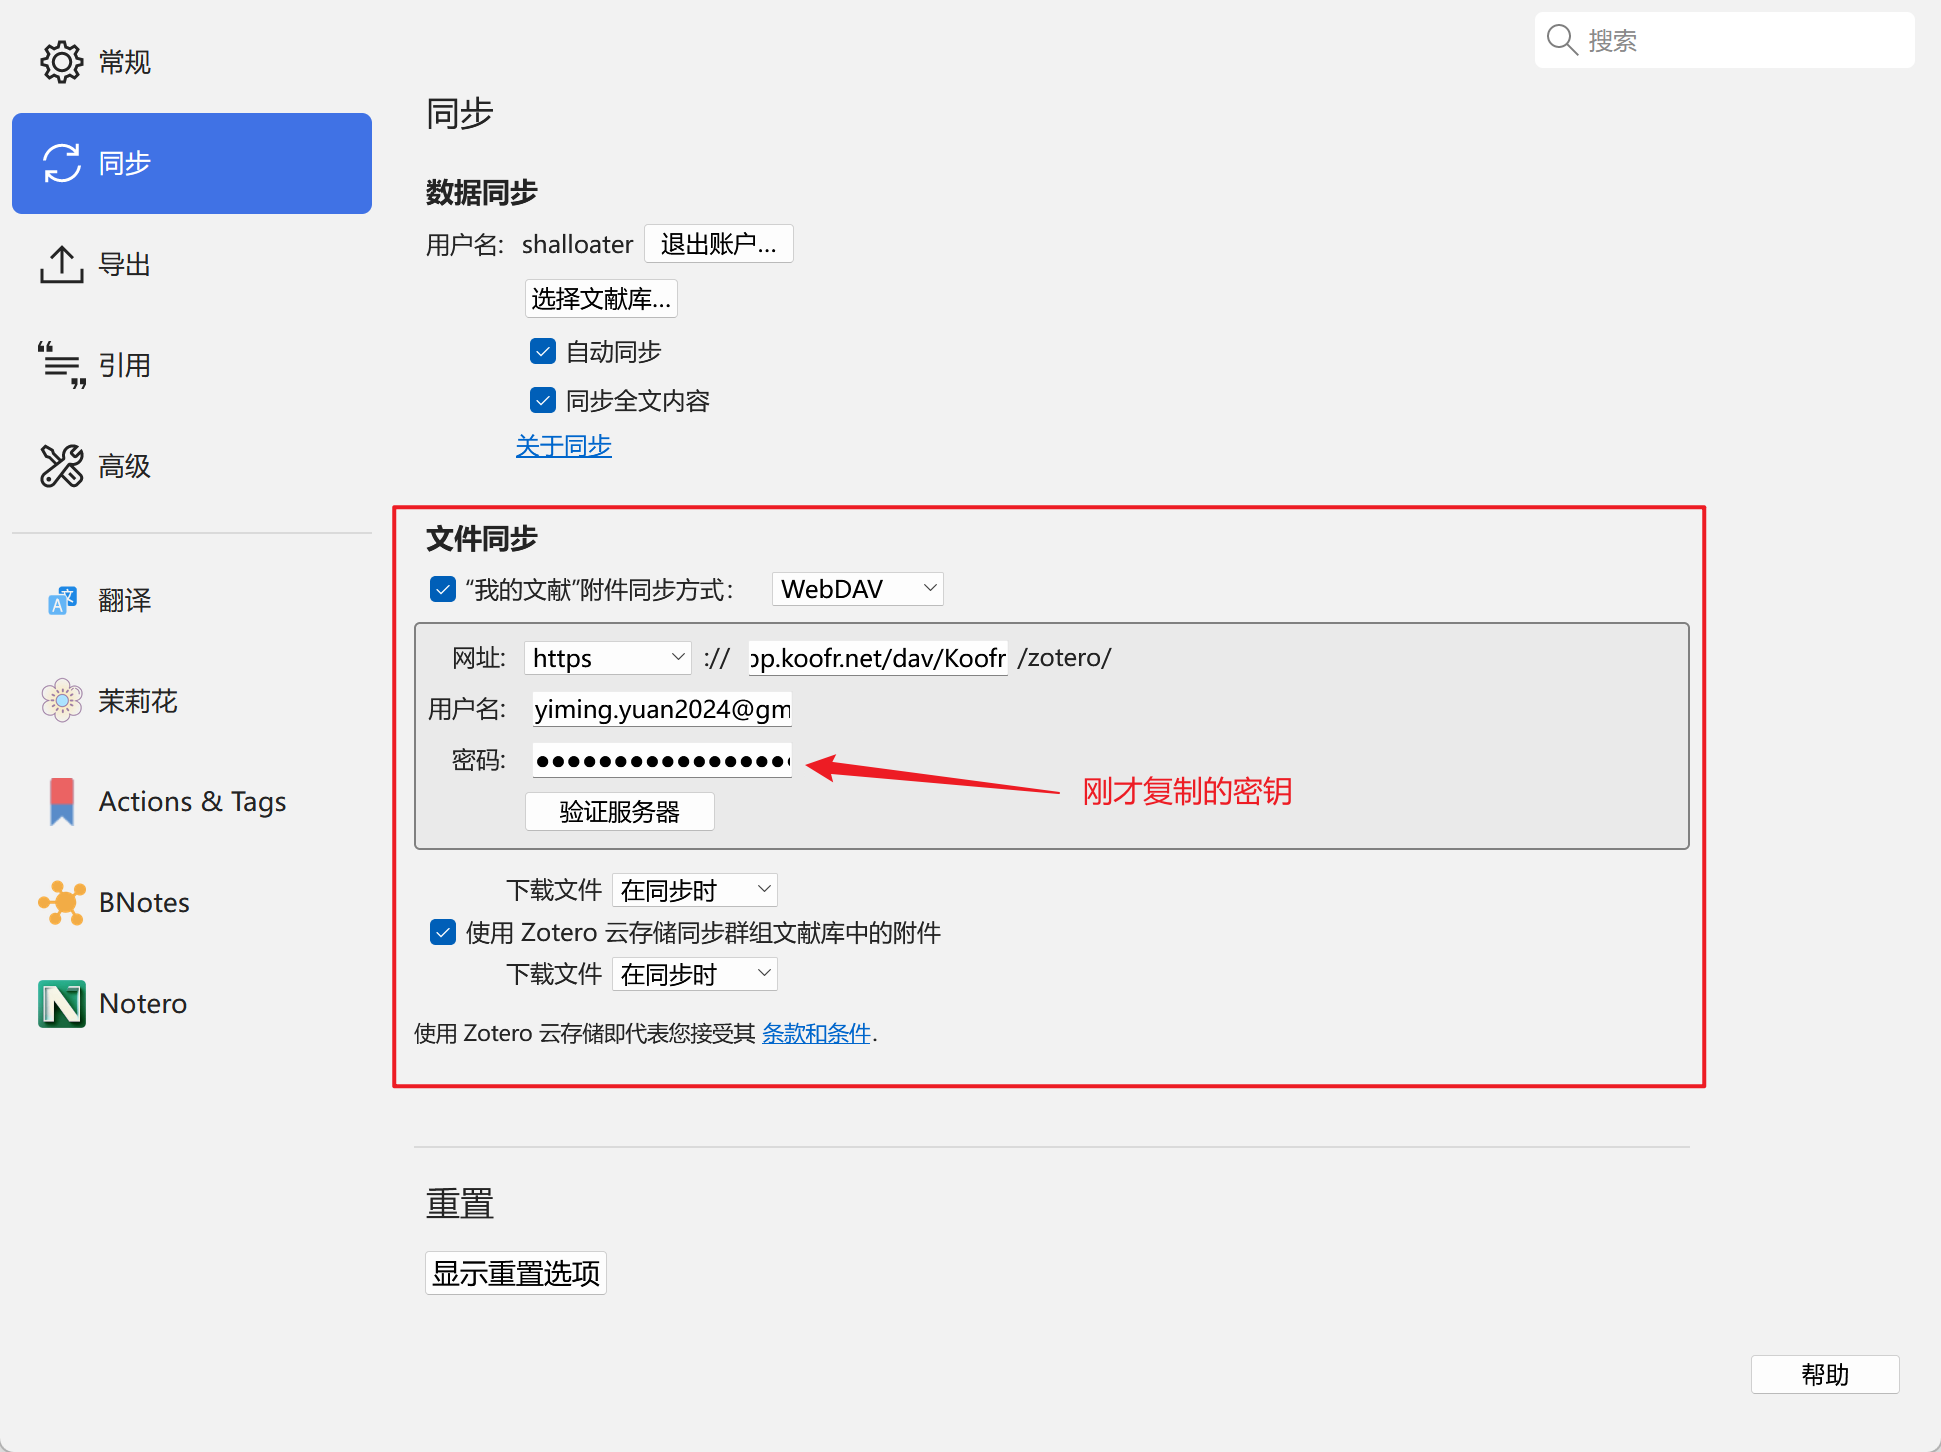 常规
同步
导出
引用
高级
翻译
茉莉花
Actions & Tags
BNotes
Notero
搜索
同步
数据同步
用户名: shalloater 退出账户...
选择文献库...
自动同步
同步全文内容
关于同步
文件同步
“我的文献”附件同步方式: WebDAV
网址: https :// pp.koofr.net/dav/Koofr /zotero/
用户名: yiming.yuan2024@gm
密码: ●●●●●●●●●●●●●●●●●
刚才复制的密钥
验证服务器
下载文件 在同步时
使用 Zotero 云存储同步群组文献库中的附件
下载文件 在同步时
使用 Zotero 云存储即代表您接受其 条款和条件.
重置
显示重置选项
帮助